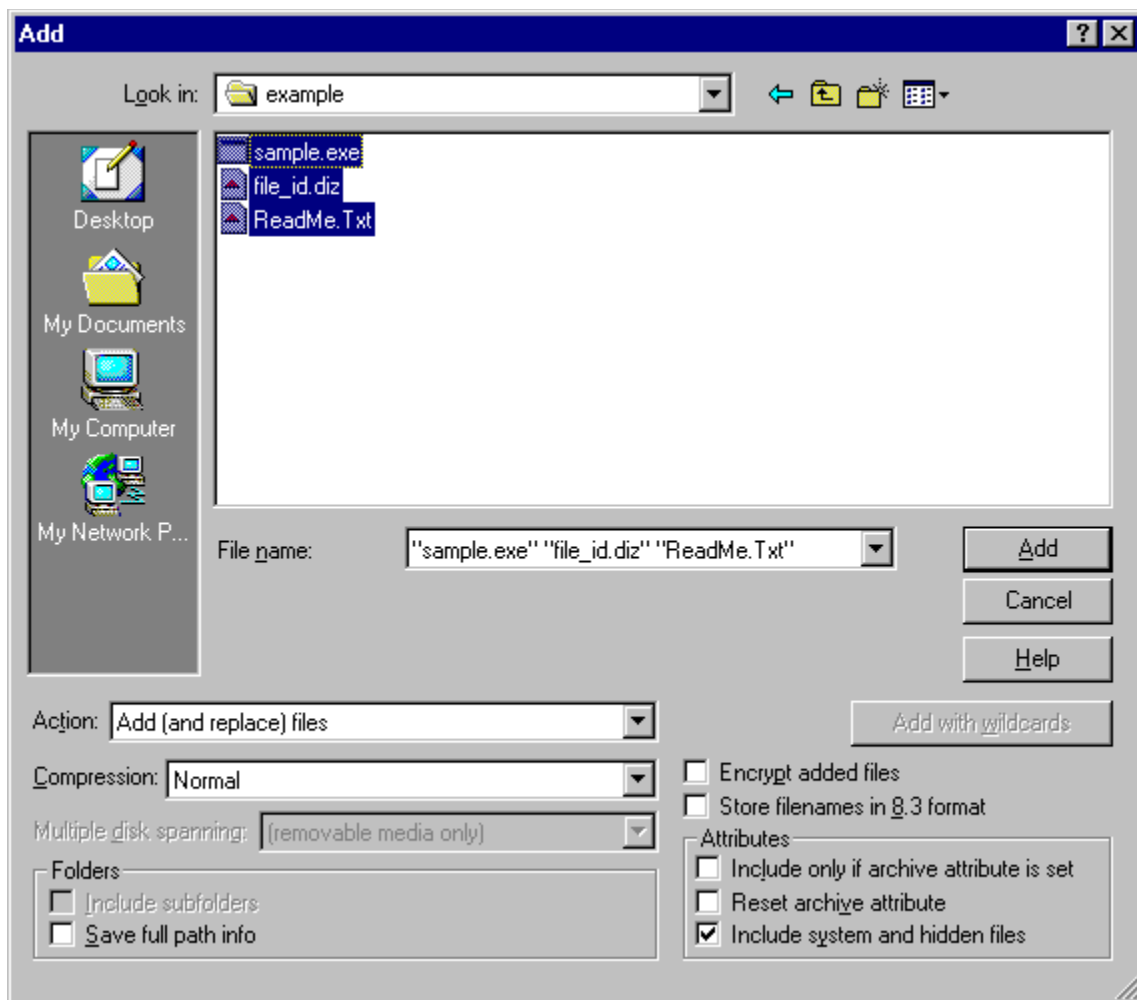 Add
Look in: example
sample.exe
file_id.diz
ReadMe.Txt
Desktop
My Documents
My Computer
My Network P...
File name: "sample.exe" "file_id.diz" "ReadMe.Txt"
Add
Cancel
Help
Action: Add (and replace) files
Add with wildcards
Compression: Normal
Encrypt added files
Store filenames in 8.3 format
Multiple disk spanning: (removable media only)
Folders
Include subfolders
Save full path info
Attributes
Include only if archive attribute is set
Reset archive attribute
Include system and hidden files